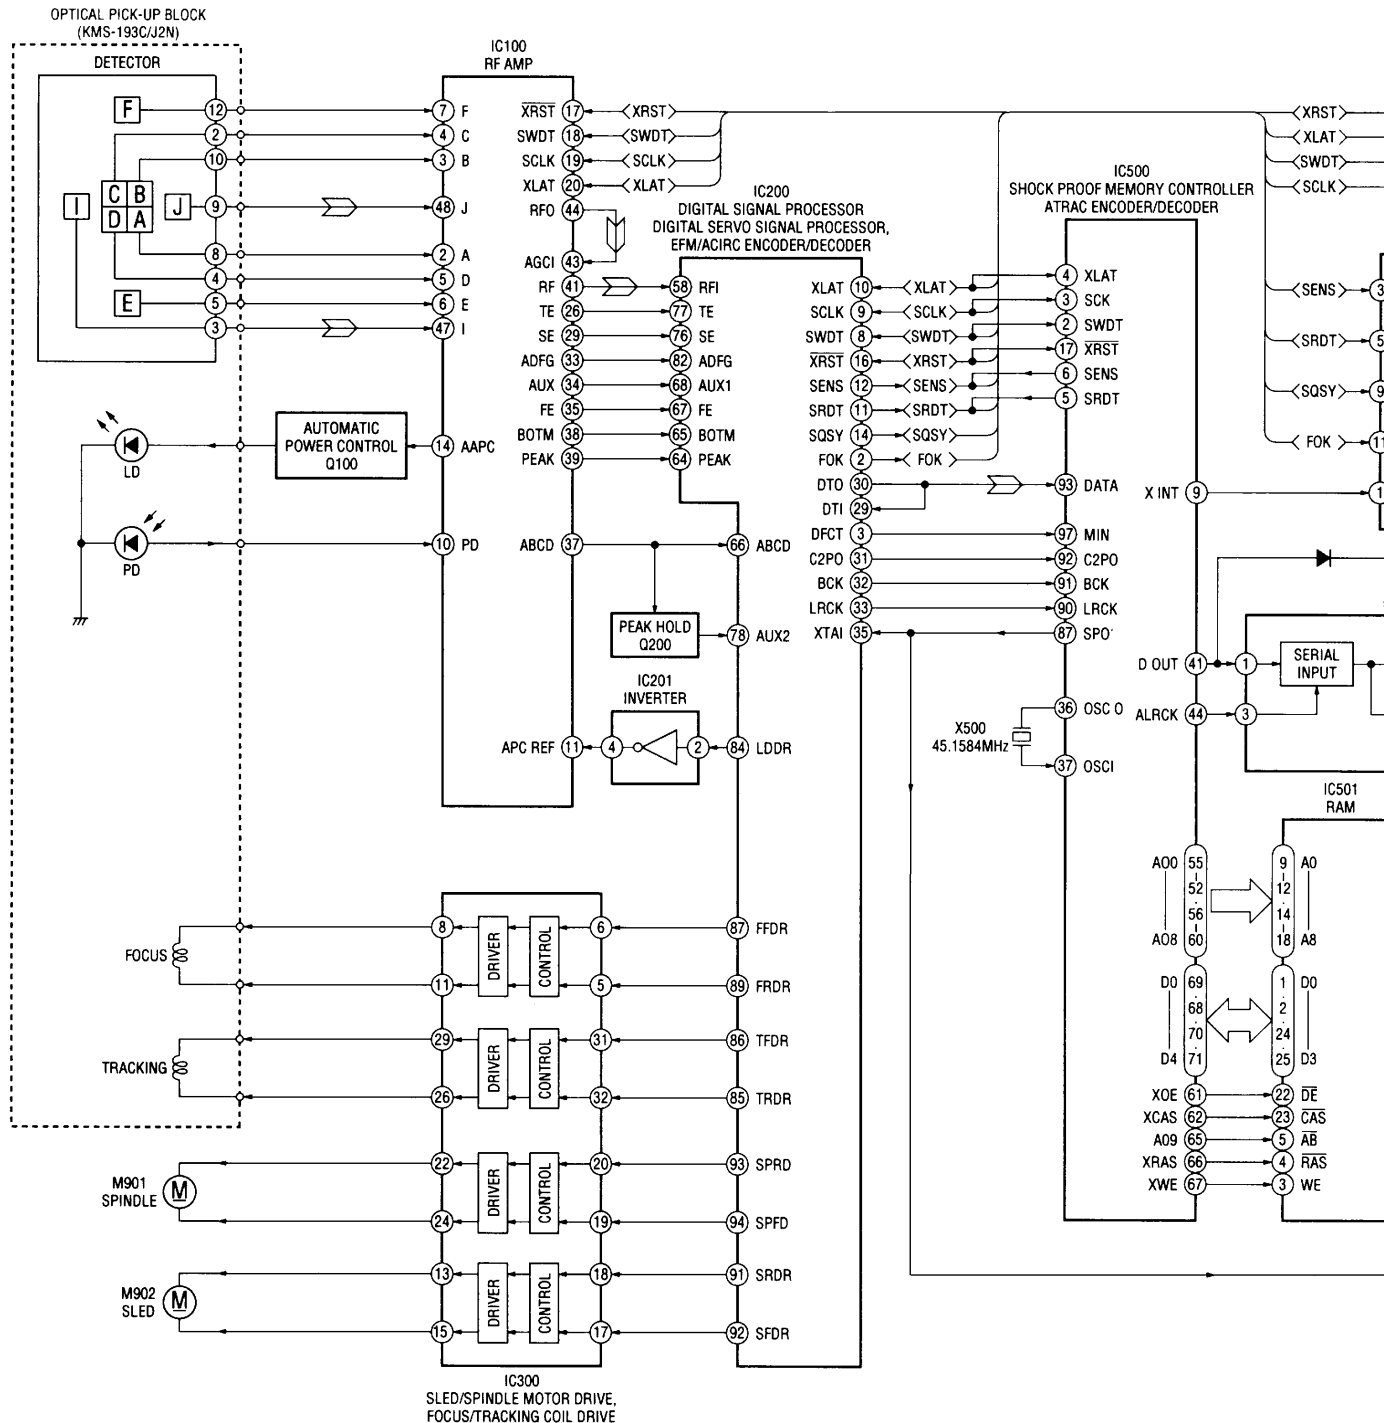 OPTICAL PICK-UP BLOCK
(KMS-193C/J2N)
DETECTOR
F
C B
D A
I
J
E
12
2
10
9
8
4
5
3
IC100
RF AMP
7 F
4 C
3 B
48 J
2 A
5 D
6 E
47 I
14 AAPC
10 PD
XRST 17
SWDT 18
SCLK 19
XLAT 20
RFO 44
AGCI 43
RF 41
TE 26
SE 29
ADFG 33
AUX 34
FE 35
BOTM 38
PEAK 39
ABCD 37
APC REF 11
XRST
SWDT
SCLK
XLAT
AUTOMATIC
POWER CONTROL
Q100
LD
PD
IC200
DIGITAL SIGNAL PROCESSOR
DIGITAL SERVO SIGNAL PROCESSOR,
EFM/ACIRC ENCODER/DECODER
58 RFI
77 TE
76 SE
82 ADFG
68 AUX1
67 FE
65 BOTM
64 PEAK
66 ABCD
78 AUX2
84 LDDR
87 FFDR
89 FRDR
86 TFDR
85 TRDR
93 SPRD
94 SPFD
91 SRDR
92 SFDR
PEAK HOLD
Q200
IC201
INVERTER
4
2
XLAT 10 XLAT
SCLK 9 SCLK
SWDT 8 SWDT
XRST 16 XRST
SENS 12 SENS
SRDT 11 SRDT
SQSY 14 SQSY
FOK 2 FOK
DTO 30
DTI 29
DFCT 3
C2PO 31
BCK 32
LRCK 33
XTAI 35
IC500
SHOCK PROOF MEMORY CONTROLLER
ATRAC ENCODER/DECODER
4 XLAT
3 SCK
2 SWDT
17 XRST
6 SENS
5 SRDT
93 DATA
97 MIN
92 C2PO
91 BCK
90 LRCK
87 SPO
36 OSC O
37 OSCI
X500
45.1584MHz
X INT 9
D OUT 41
ALRCK 44
A00 55
52
56
A08 60
D0 69
68
70
D4 71
XOE 61
XCAS 62
A09 65
XRAS 66
XWE 67
XRST
XLAT
SWDT
SCLK
SENS 3
SRDT 5
SQSY 9
FOK 11
1
1
3
SERIAL
INPUT
IC501
RAM
9 A0
12
14
18 A8
1 D0
2
24
25 D3
22 DE
23 CAS
5 AB
4 RAS
3 WE
FOCUS
TRACKING
M901
SPINDLE
M
M902
SLED
M
8 DRIVER CONTROL 6
11 5
29 DRIVER CONTROL 31
26 32
22 DRIVER CONTROL 20
24 19
13 DRIVER CONTROL 18
15 17
IC300
SLED/SPINDLE MOTOR DRIVE,
FOCUS/TRACKING COIL DRIVE